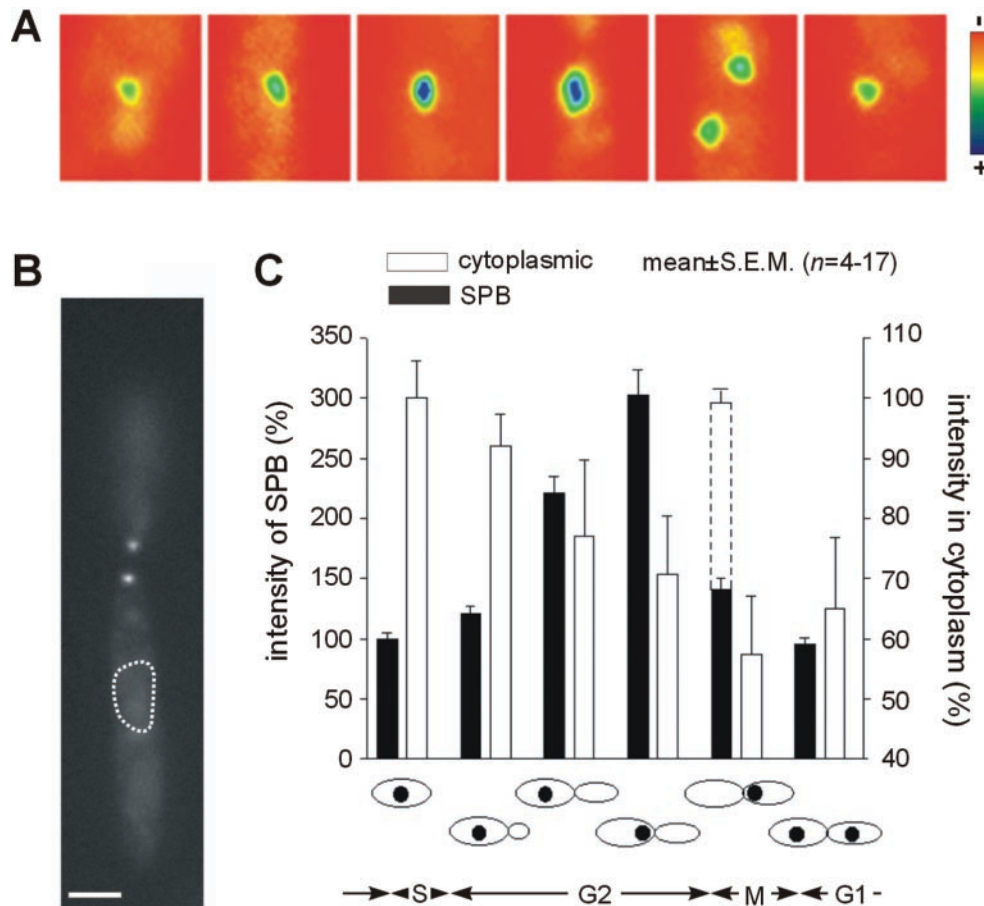 A
-
+
B
C
cytoplasmic
SPB
mean±S.E.M. (n=4-17)
intensity of SPB (%)
350
300
250
200
150
100
50
0
110
100
90
80
70
60
50
40
intensity in cytoplasm (%)
S
G2
M
G1